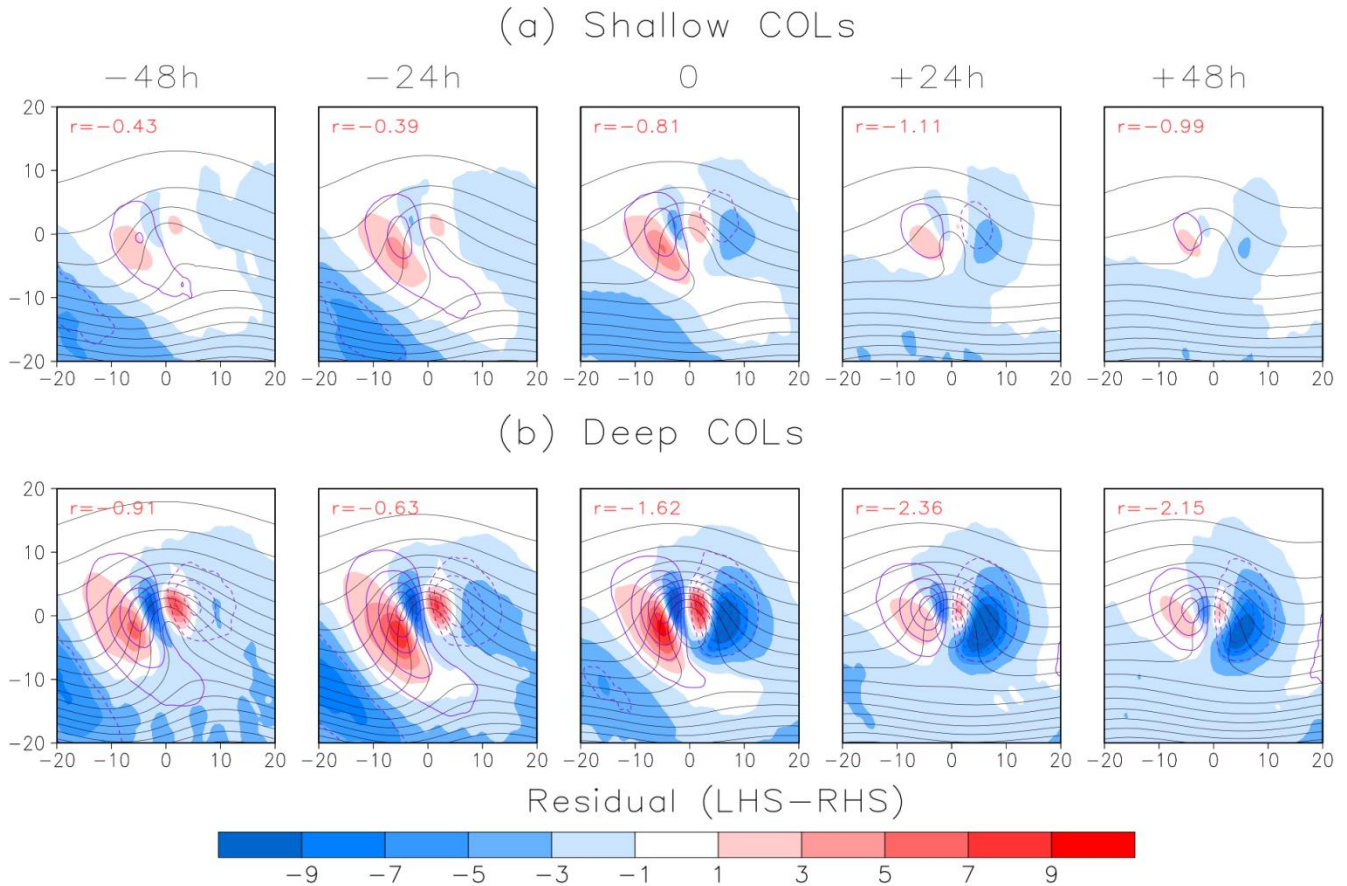 (a) Shallow COLs
−48h −24h 0 +24h +48h
r=−0.43 r=−0.39 r=−0.81 r=−1.11 r=−0.99
20
10
0
−10
−20
−20 −10 0 10 20 −20 −10 0 10 20 −20 −10 0 10 20 −20 −10 0 10 20 −20 −10 0 10 20
(b) Deep COLs
r=−0.91 r=−0.63 r=−1.62 r=−2.36 r=−2.15
20
10
0
−10
−20
−20 −10 0 10 20 −20 −10 0 10 20 −20 −10 0 10 20 −20 −10 0 10 20 −20 −10 0 10 20
Residual (LHS−RHS)
−9 −7 −5 −3 −1 1 3 5 7 9